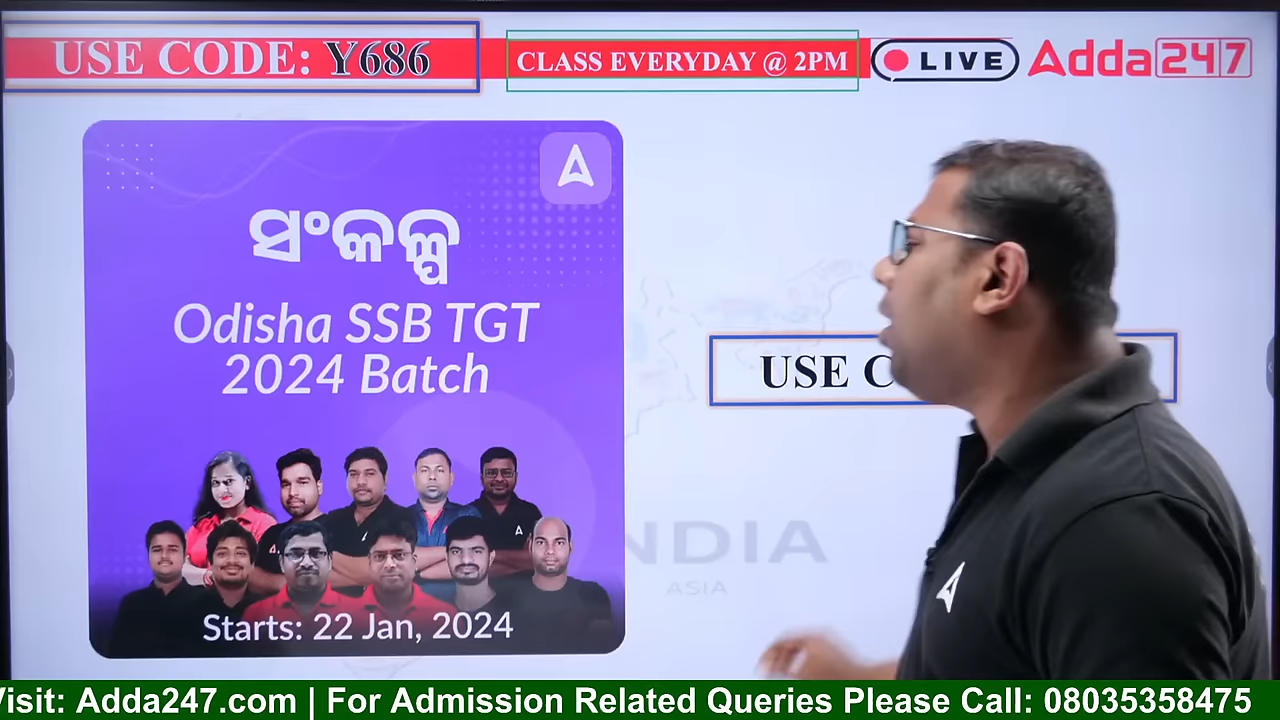 USE CODE: Y686
CLASS EVERYDAY @ 2PM
LIVE
Adda247
ସଂକଳ୍ପ
Odisha SSB TGT
2024 Batch
USE C
NDIA
ASIA
Starts: 22 Jan, 2024
Visit: Adda247.com | For Admission Related Queries Please Call: 08035358475